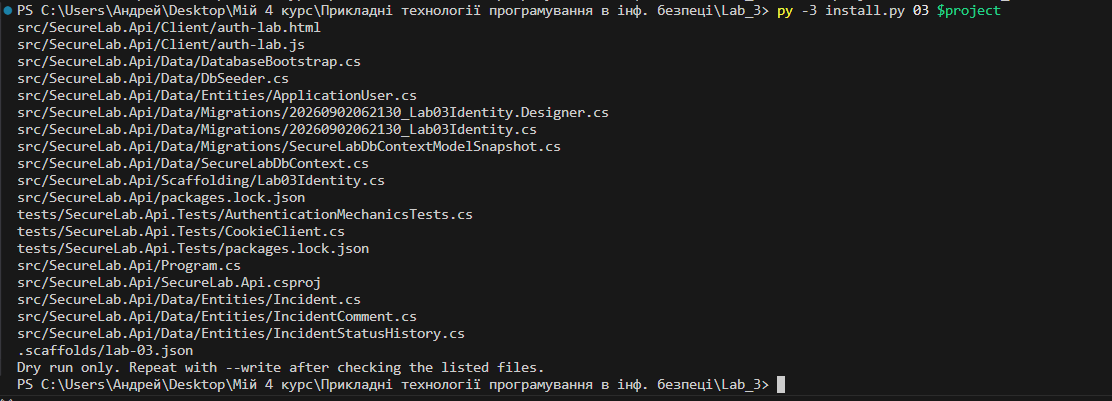 PS C:\Users\Андрей\Desktop\Мій 4 курс\Прикладні технології програмування в інф. безпеці\Lab_3> py -3 install.py 03 $project
src/SecureLab.Api/Client/auth-lab.html
src/SecureLab.Api/Client/auth-lab.js
src/SecureLab.Api/Data/DatabaseBootstrap.cs
src/SecureLab.Api/Data/DbSeeder.cs
src/SecureLab.Api/Data/Entities/ApplicationUser.cs
src/SecureLab.Api/Data/Migrations/20260902062130_Lab03Identity.Designer.cs
src/SecureLab.Api/Data/Migrations/20260902062130_Lab03Identity.cs
src/SecureLab.Api/Data/Migrations/SecureLabDbContextModelSnapshot.cs
src/SecureLab.Api/Data/SecureLabDbContext.cs
src/SecureLab.Api/Scaffolding/Lab03Identity.cs
src/SecureLab.Api/packages.lock.json
tests/SecureLab.Api.Tests/AuthenticationMechanicsTests.cs
tests/SecureLab.Api.Tests/CookieClient.cs
tests/SecureLab.Api.Tests/packages.lock.json
src/SecureLab.Api/Program.cs
src/SecureLab.Api/SecureLab.Api.csproj
src/SecureLab.Api/Data/Entities/Incident.cs
src/SecureLab.Api/Data/Entities/IncidentComment.cs
src/SecureLab.Api/Data/Entities/IncidentStatusHistory.cs
.scaffolds/lab-03.json
Dry run only. Repeat with --write after checking the listed files.
PS C:\Users\Андрей\Desktop\Мій 4 курс\Прикладні технології програмування в інф. безпеці\Lab_3>